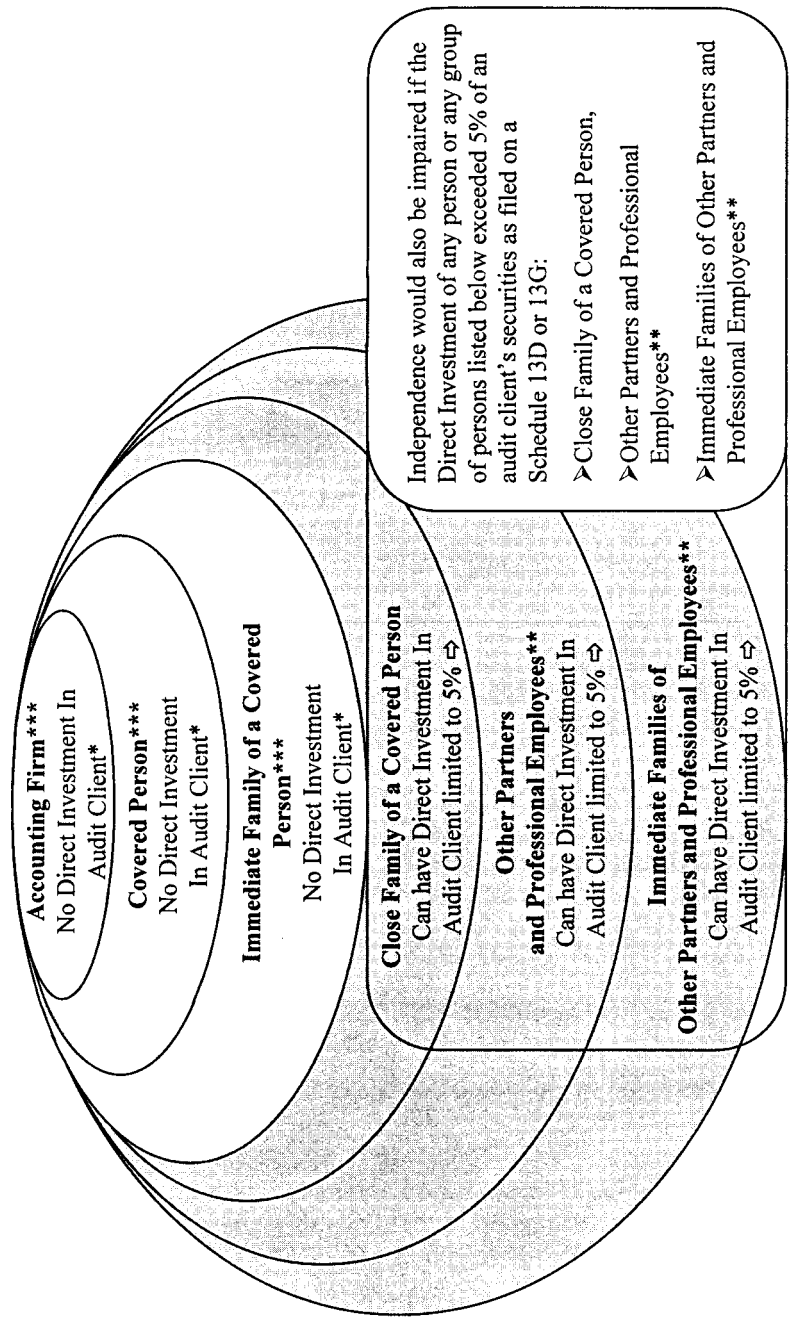 Accounting Firm***
No Direct Investment In
Audit Client*
Covered Person***
No Direct Investment
In Audit Client*
Immediate Family of a Covered
Person***
No Direct Investment
In Audit Client*
Close Family of a Covered Person
Can have Direct Investment In
Audit Client limited to 5% ⇨
Other Partners
and Professional Employees**
Can have Direct Investment In
Audit Client limited to 5% ⇨
Immediate Families of
Other Partners and Professional Employees**
Can have Direct Investment In
Audit Client limited to 5% ⇨
Independence would also be impaired if the
Direct Investment of any person or any group
of persons listed below exceeded 5% of an
audit client's securities as filed on a
Schedule 13D or 13G:
➢ Close Family of a Covered Person,
➢ Other Partners and Professional
Employees**
➢ Immediate Families of Other Partners and
Professional Employees**